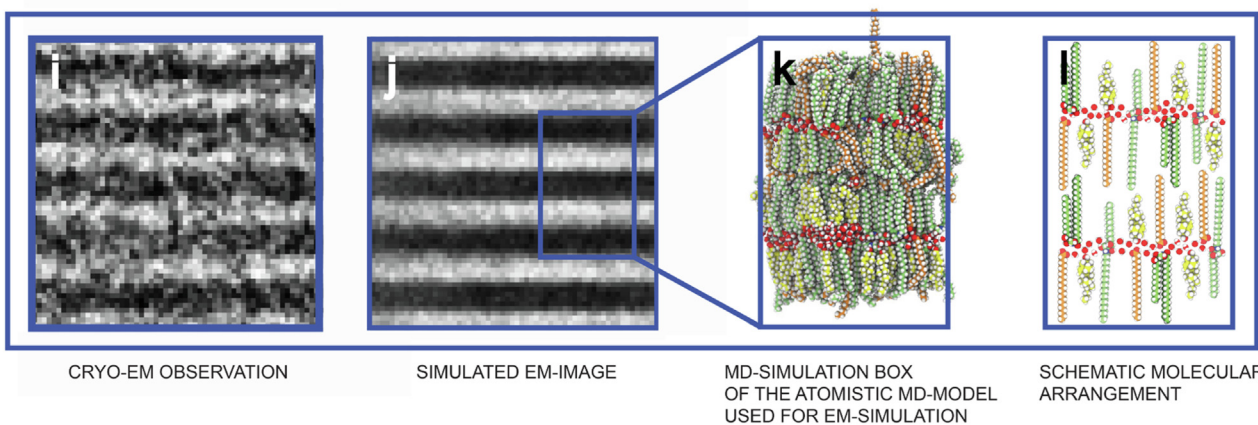 i
j
k
l
CRYO-EM OBSERVATION
SIMULATED EM-IMAGE
MD-SIMULATION BOX
OF THE ATOMISTIC MD-MODEL
USED FOR EM-SIMULATION
SCHEMATIC MOLECULAR
ARRANGEMENT